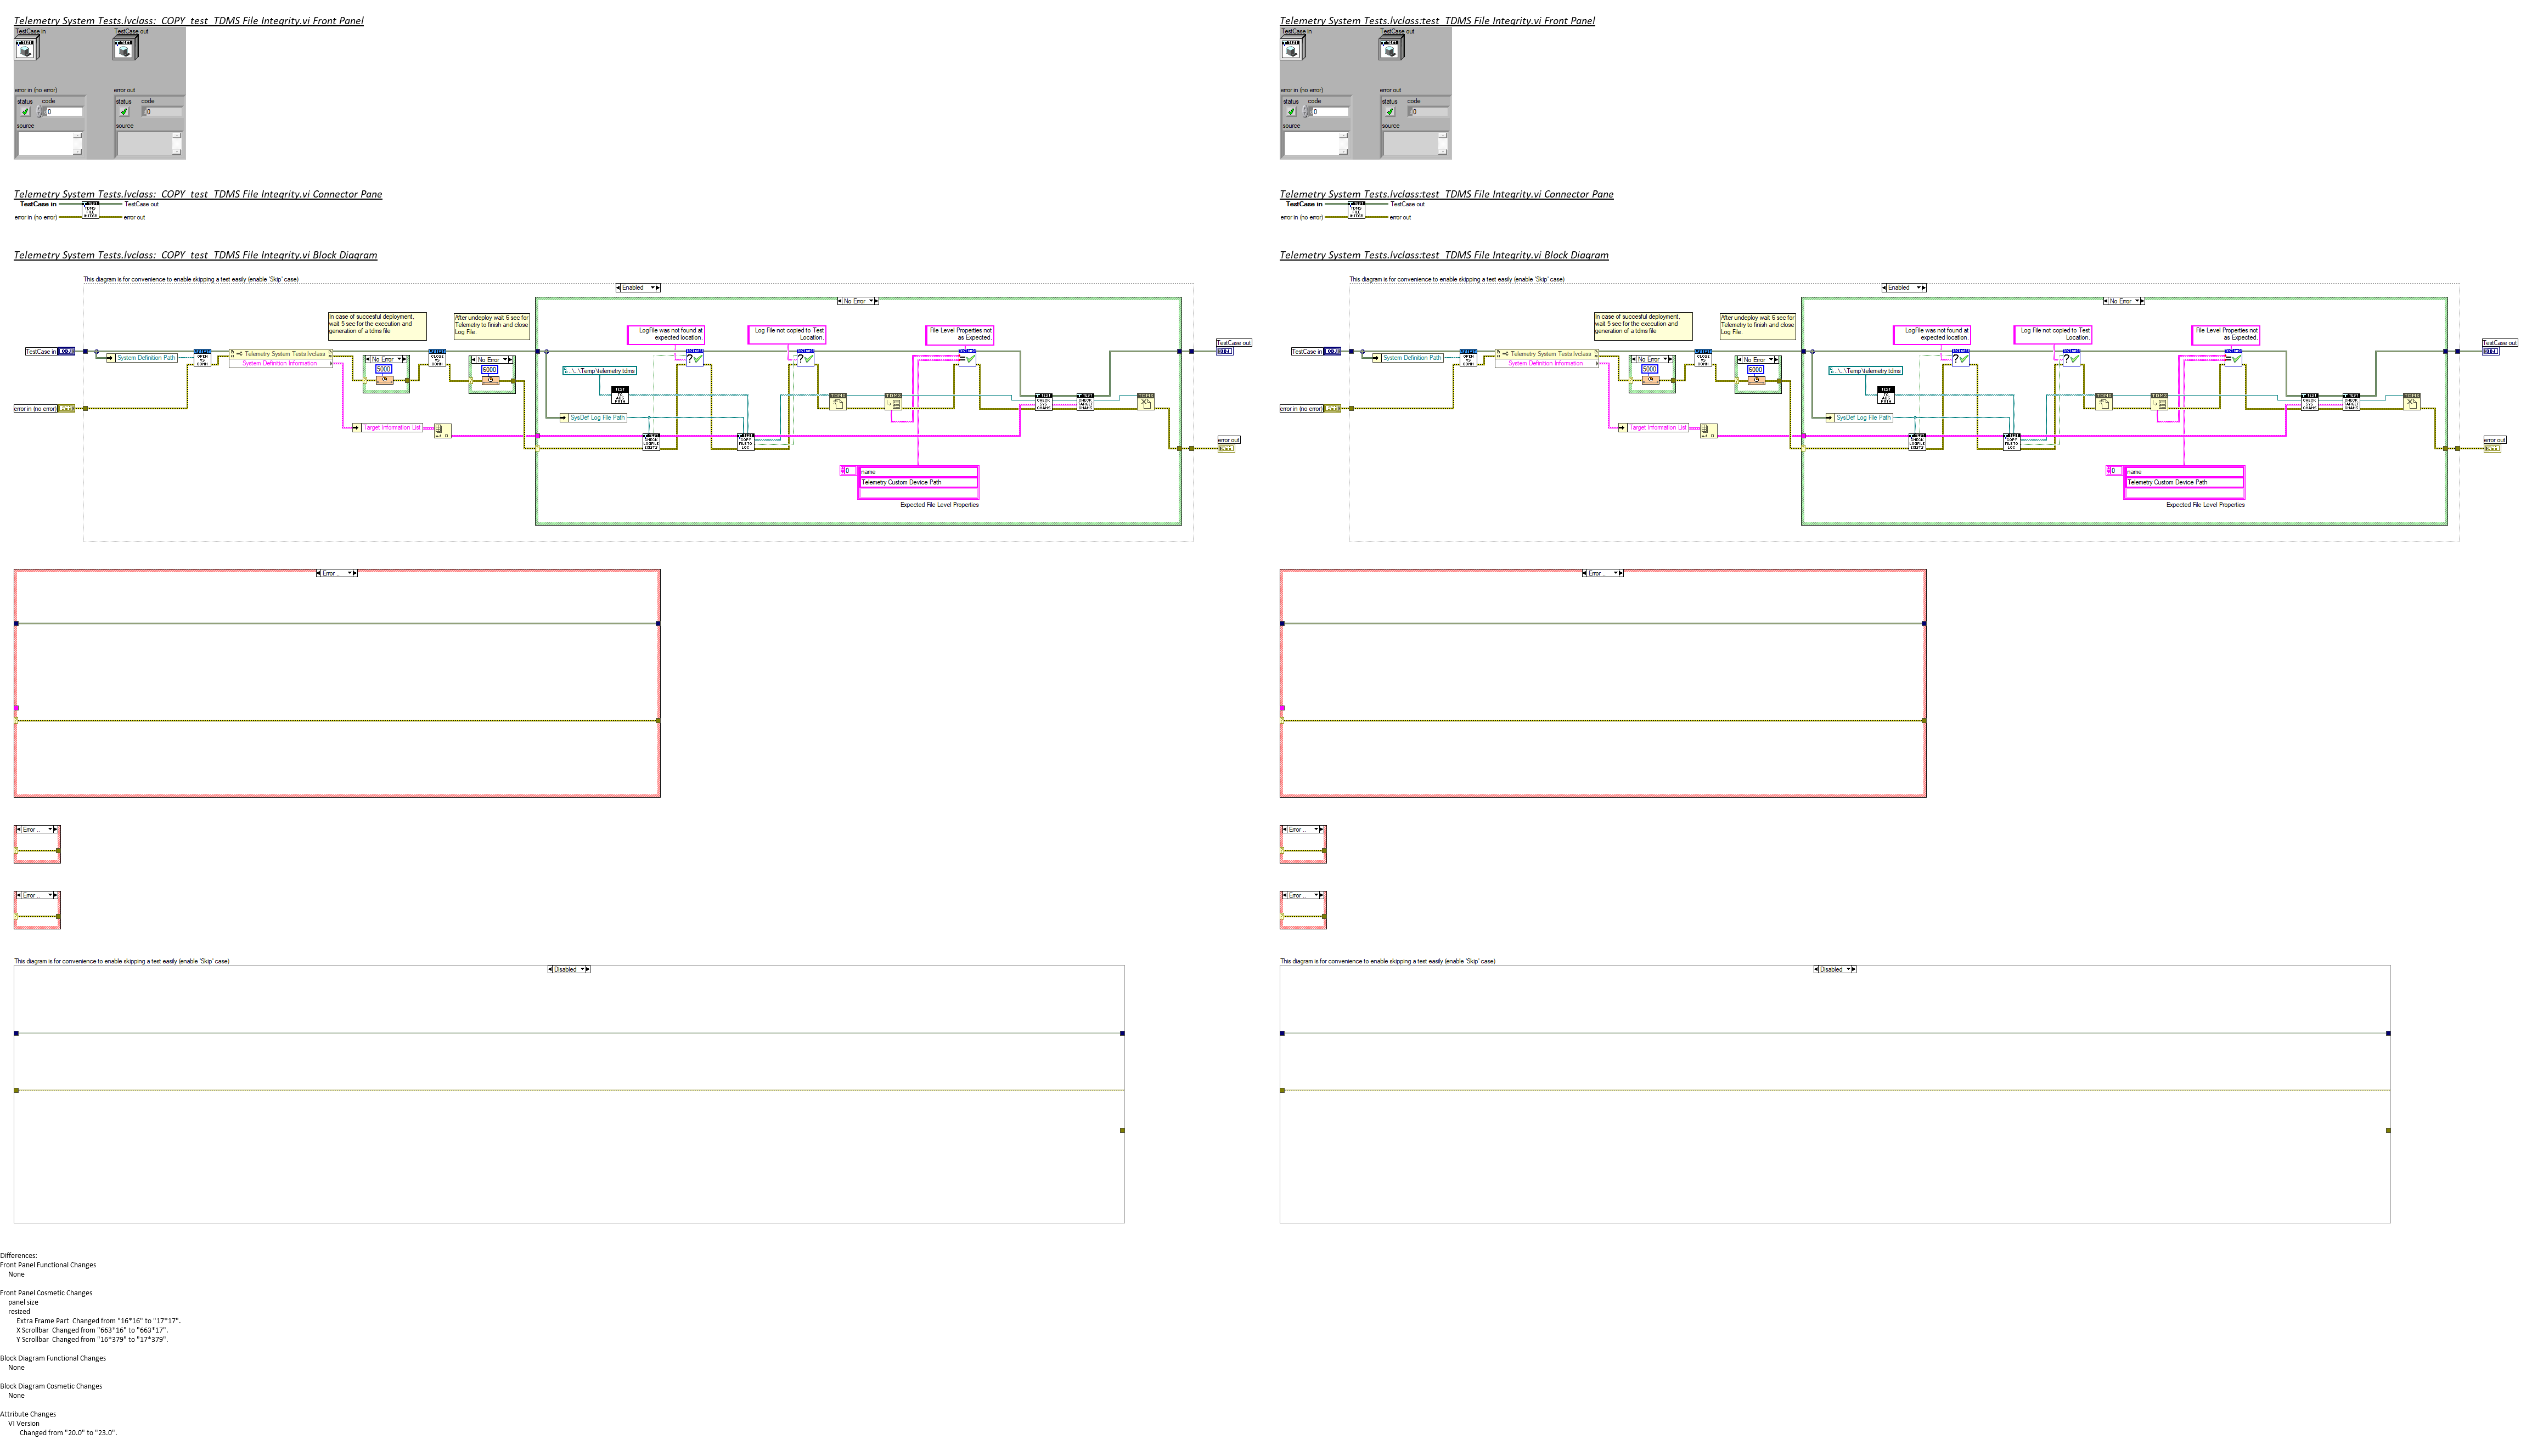 Telemetry System Tests.lvclass:_COPY_test_TDMS File Integrity.vi Front Panel
TestCase in
TestCase out
error in (no error)
error out
status
code
status
code
0
0
source
source
Telemetry System Tests.lvclass:_COPY_test_TDMS File Integrity.vi Connector Pane
TestCase in
TestCase out
error in (no error)
error out
Telemetry System Tests.lvclass:_COPY_test_TDMS File Integrity.vi Block Diagram
This diagram is for convenience to enable skipping a test easily (enable 'Skip' case)
Enabled
No Error
In case of succesful deployment,
wait 5 sec for the execution and
generation of a tdms file
After undeploy wait 6 sec for
Telemetry to finish and close
Log File.
LogFile was not found at
expected location.
Log File not copied to Test
Location.
File Level Properties not
as Expected.
TestCase in
System Definition Path
Telemetry System Tests.lvclass
System Definition Information
No Error
5000
No Error
6000
TestCase out
\..\..\Temp\telemetry.tdms
error in (no error)
SysDef Log File Path
Target Information List
error out
0
name
Telemetry Custom Device Path
Expected File Level Properties
Error
Error
Error
This diagram is for convenience to enable skipping a test easily (enable 'Skip' case)
Disabled
Telemetry System Tests.lvclass:test_TDMS File Integrity.vi Front Panel
TestCase in
TestCase out
error in (no error)
error out
status
code
status
code
0
0
source
source
Telemetry System Tests.lvclass:test_TDMS File Integrity.vi Connector Pane
TestCase in
TestCase out
error in (no error)
error out
Telemetry System Tests.lvclass:test_TDMS File Integrity.vi Block Diagram
This diagram is for convenience to enable skipping a test easily (enable 'Skip' case)
Enabled
No Error
In case of succesful deployment,
wait 5 sec for the execution and
generation of a tdms file
After undeploy wait 6 sec for
Telemetry to finish and close
Log File.
LogFile was not found at
expected location.
Log File not copied to Test
Location.
File Level Properties not
as Expected.
TestCase in
System Definition Path
Telemetry System Tests.lvclass
System Definition Information
No Error
5000
No Error
6000
TestCase out
\..\..\Temp\telemetry.tdms
error in (no error)
SysDef Log File Path
Target Information List
error out
0
name
Telemetry Custom Device Path
Expected File Level Properties
Error
Error
Error
This diagram is for convenience to enable skipping a test easily (enable 'Skip' case)
Disabled
Differences:
Front Panel Functional Changes
None
Front Panel Cosmetic Changes
panel size
resized
Extra Frame Part Changed from "16*16" to "17*17".
X Scrollbar Changed from "663*16" to "663*17".
Y Scrollbar Changed from "16*379" to "17*379".
Block Diagram Functional Changes
None
Block Diagram Cosmetic Changes
None
Attribute Changes
VI Version
Changed from "20.0" to "23.0".